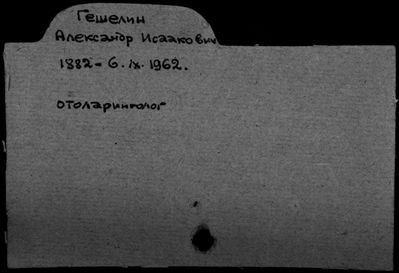 Гешелин
Александр Исаакович
1882 - 6.IX.1962.
отоларинголог